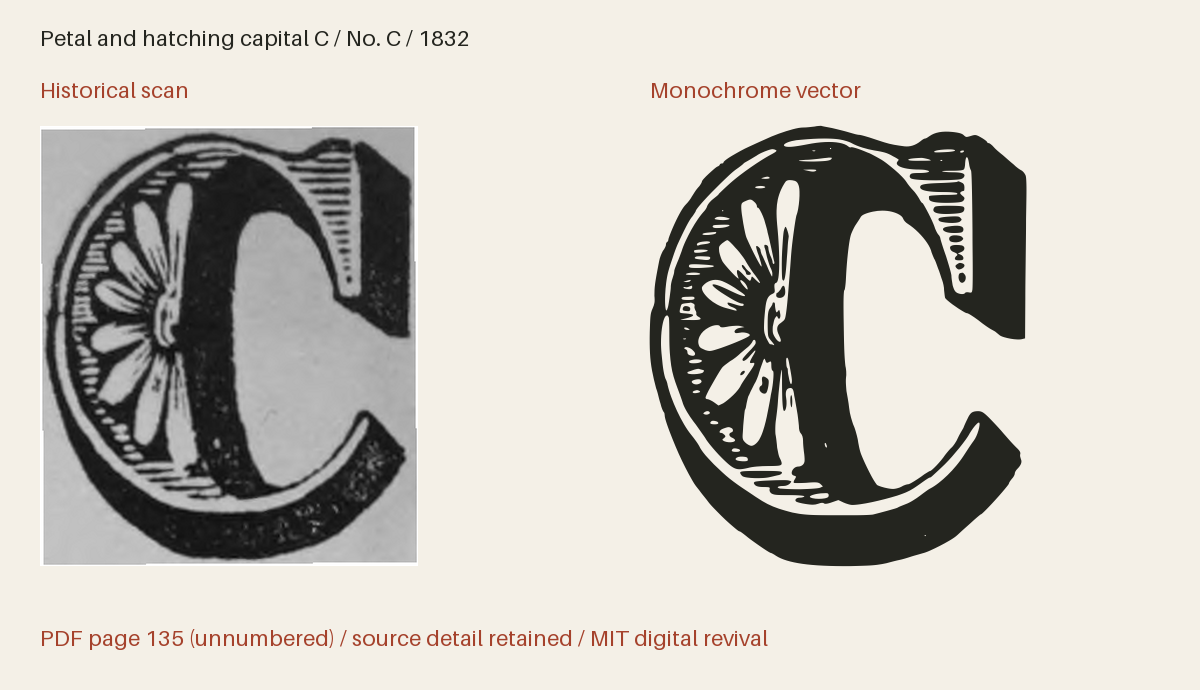 Petal and hatching capital C / No. C / 1832
Historical scan
Monochrome vector
C
C
PDF page 135 (unnumbered) / source detail retained / MIT digital revival